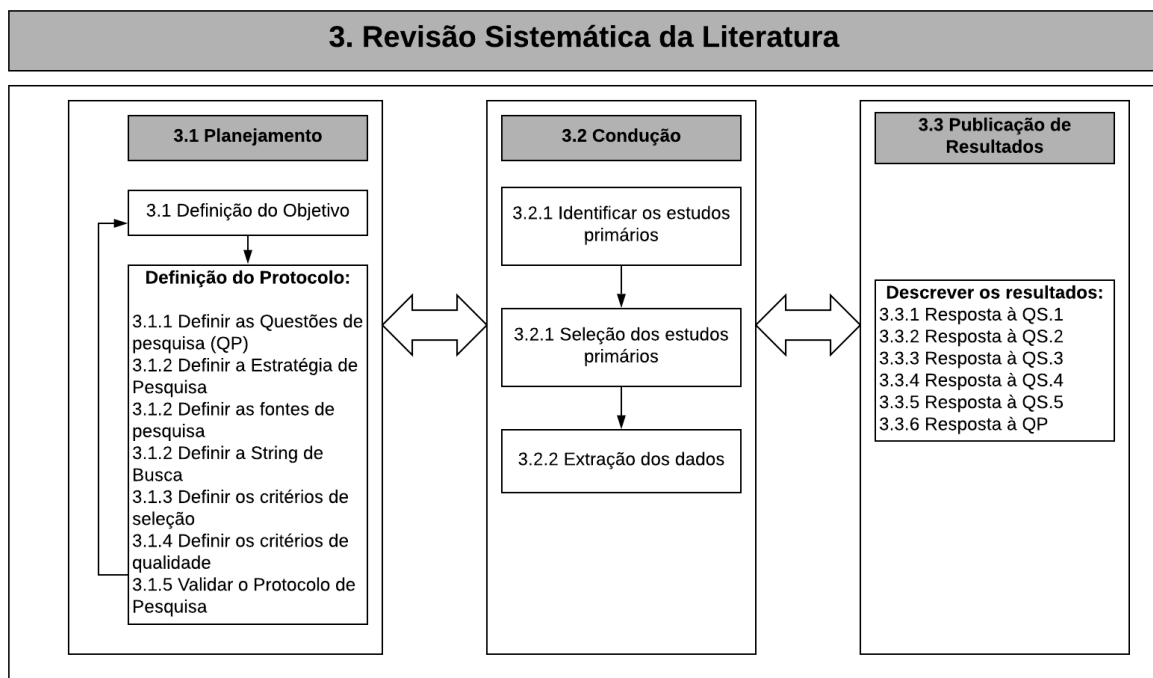 3. Revisão Sistemática da Literatura
3.1 Planejamento
3.1 Definição do Objetivo
Definição do Protocolo:
3.1.1 Definir as Questões de
pesquisa (QP)
3.1.2 Definir a Estratégia de
Pesquisa
3.1.2 Definir as fontes de
pesquisa
3.1.2 Definir a String de
Busca
3.1.3 Definir os critérios de
seleção
3.1.4 Definir os critérios de
qualidade
3.1.5 Validar o Protocolo de
Pesquisa
3.2 Condução
3.2.1 Identificar os estudos
primários
3.2.1 Seleção dos estudos
primários
3.2.2 Extração dos dados
3.3 Publicação de
Resultados
Descrever os resultados:
3.3.1 Resposta à QS.1
3.3.2 Resposta à QS.2
3.3.3 Resposta à QS.3
3.3.4 Resposta à QS.4
3.3.5 Resposta à QS.5
3.3.6 Resposta à QP